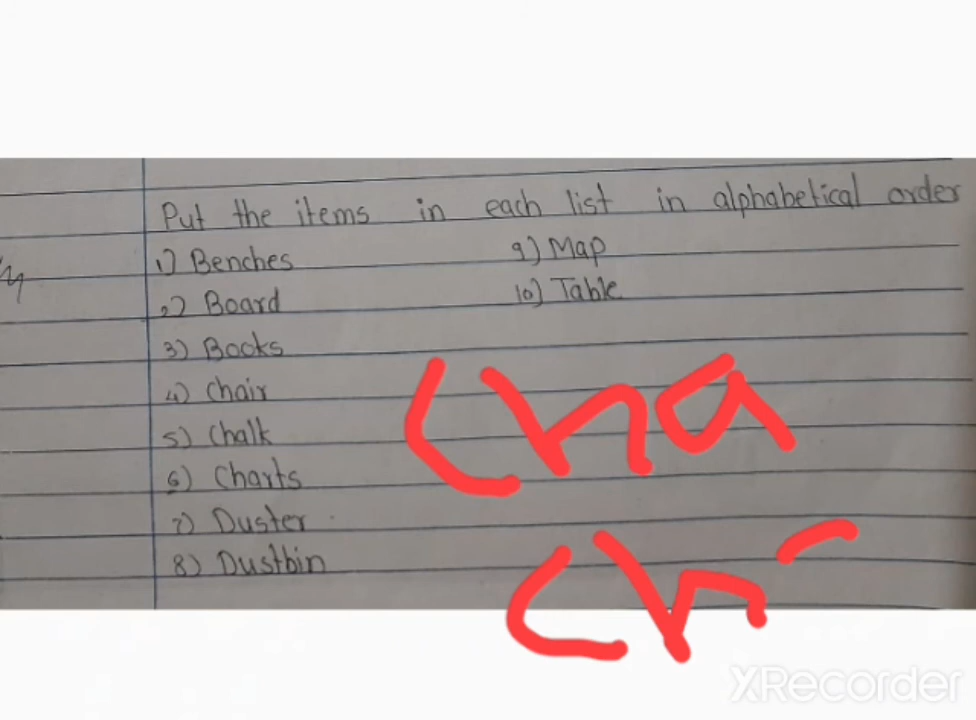 Put the items in each list in alphabetical order
1) Benches
2) Board
3) Books
4) Chair
5) Chalk
6) Charts
7) Duster
8) Dustbin
9) Map
10) Table
Cha
Ch
XRecorder